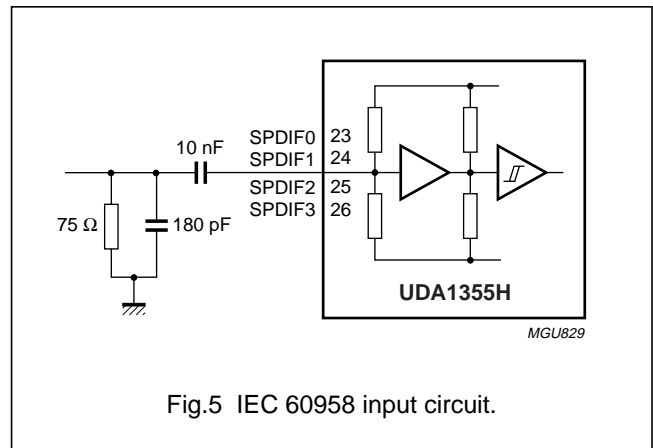 10 nF
SPDIF0 23
SPDIF1 24
SPDIF2 25
SPDIF3 26
75 Ω
180 pF
UDA1355H
MGU829
Fig.5 IEC 60958 input circuit.